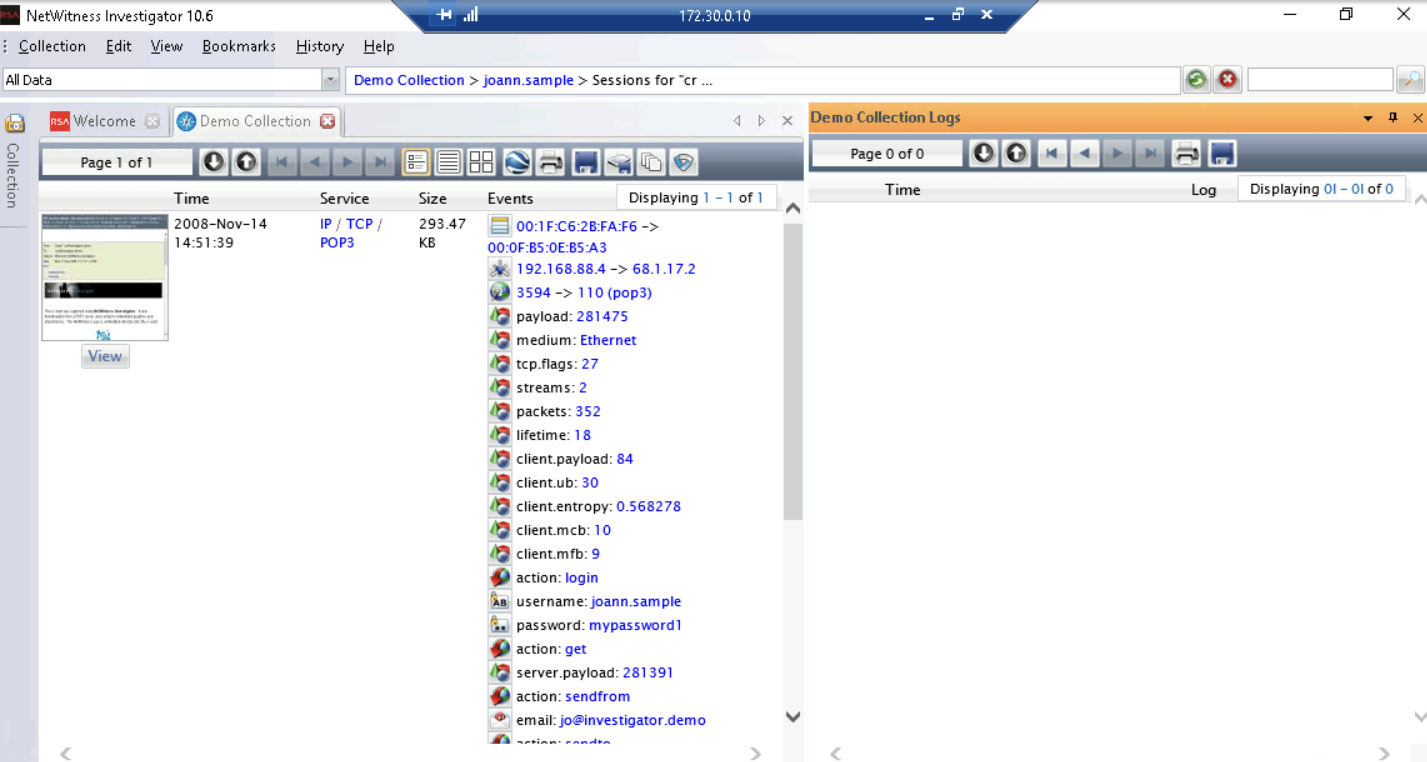 RSA NetWitness Investigator 10.6
172.30.0.10
Collection Edit View Bookmarks History Help
All Data
Demo Collection > joann.sample > Sessions for "cr ...
Collection
RSA Welcome
Demo Collection
Page 1 of 1
Time Service Size Events Displaying 1 - 1 of 1
2008-Nov-14
14:51:39
IP / TCP /
POP3
293.47
KB
View
00:1F:C6:2B:FA:F6 ->
00:0F:B5:0E:B5:A3
192.168.88.4 -> 68.1.17.2
3594 -> 110 (pop3)
payload: 281475
medium: Ethernet
tcp.flags: 27
streams: 2
packets: 352
lifetime: 18
client.payload: 84
client.ub: 30
client.entropy: 0.568278
client.mcb: 10
client.mfb: 9
action: login
username: joann.sample
password: mypassword1
action: get
server.payload: 281391
action: sendfrom
email: jo@investigator.demo
action: sendto
Demo Collection Logs
Page 0 of 0
Time Log Displaying 0l - 0l of 0